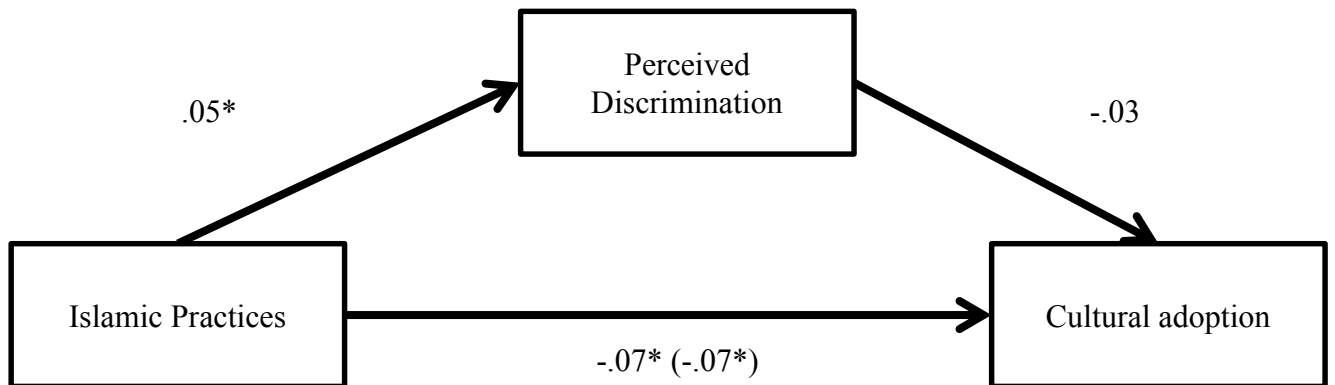 Perceived
Discrimination
.05*
-.03
Islamic Practices
Cultural adoption
-.07* (-.07*)